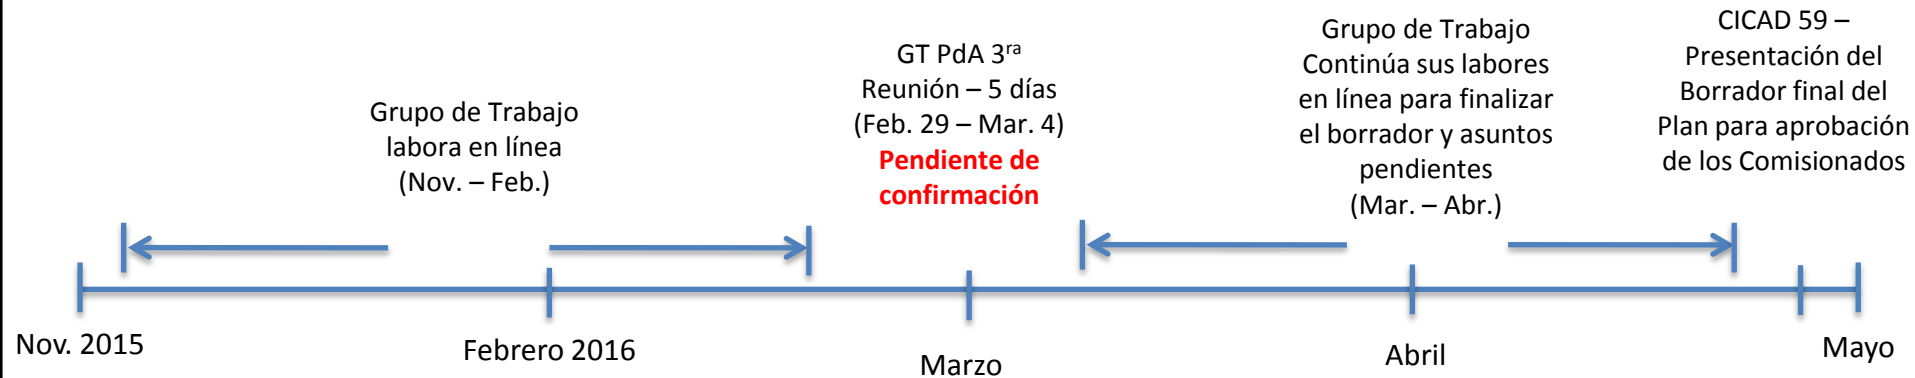 Grupo de Trabajo
labora en línea
(Nov. – Feb.)
GT PdA 3ra
Reunión – 5 días
(Feb. 29 – Mar. 4)
Pendiente de
confirmación
Grupo de Trabajo
Continúa sus labores
en línea para finalizar
el borrador y asuntos
pendientes
(Mar. – Abr.)
CICAD 59 –
Presentación del
Borrador final del
Plan para aprobación
de los Comisionados
Nov. 2015
Febrero 2016
Marzo
Abril
Mayo